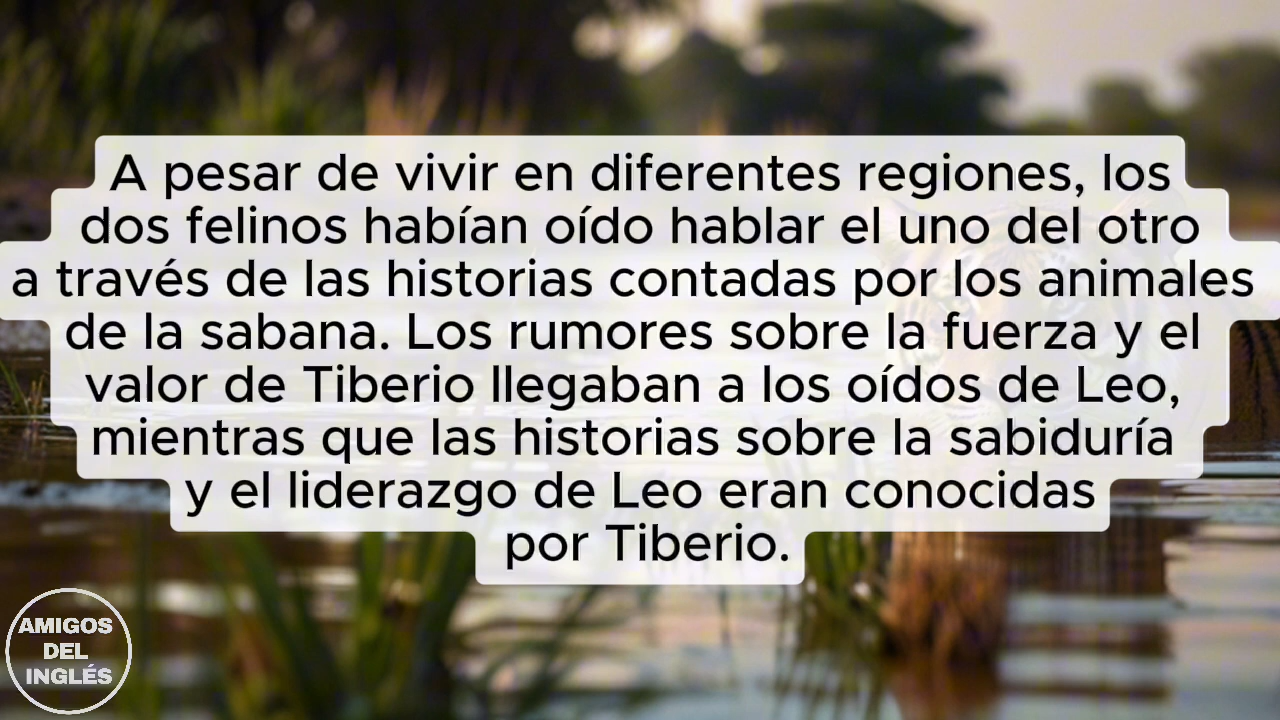 A pesar de vivir en diferentes regiones, los
dos felinos habían oído hablar el uno del otro
a través de las historias contadas por los animales
de la sabana. Los rumores sobre la fuerza y el
valor de Tiberio llegaban a los oídos de Leo,
mientras que las historias sobre la sabiduría
y el liderazgo de Leo eran conocidas
por Tiberio.
AMIGOS
DEL
INGLÉS